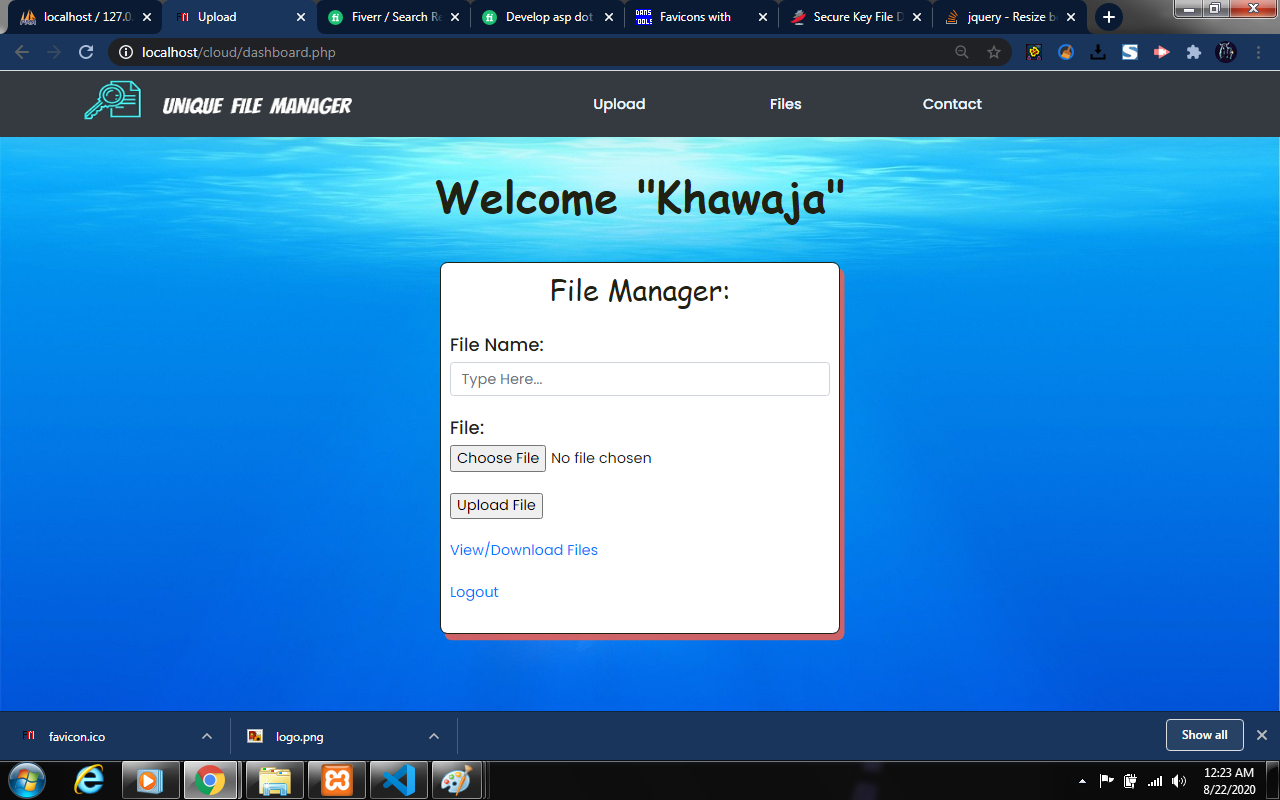 localhost / 127.0.
Upload
Fiverr / Search Re
Develop asp dot
DANS TOOLS
Favicons with
Secure Key File D
jquery - Resize b
localhost/cloud/dashboard.php
UNIQUE FILE MANAGER
Upload
Files
Contact
Welcome "Khawaja"
File Manager:
File Name:
Type Here...
File:
Choose File No file chosen
Upload File
View/Download Files
Logout
favicon.ico
logo.png
Show all
12:23 AM
8/22/2020